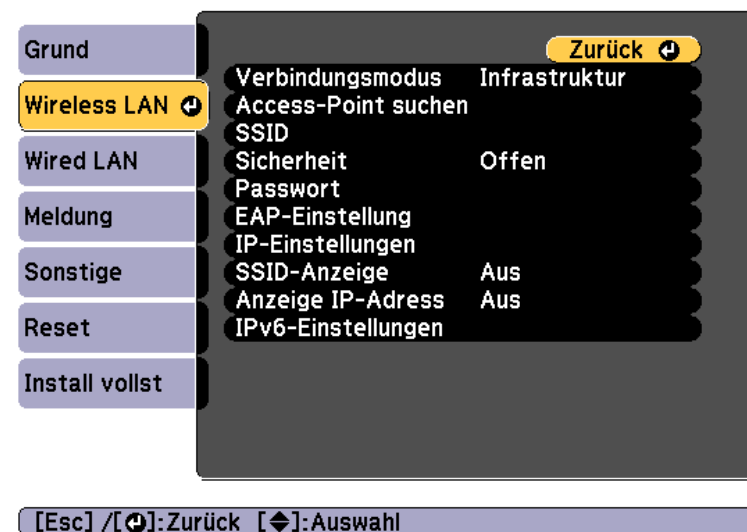 Grund
Wireless LAN
Wired LAN
Meldung
Sonstige
Reset
Install vollst
Zurück
Verbindungsmodus Infrastruktur
Access-Point suchen
SSID
Sicherheit Offen
Passwort
EAP-Einstellung
IP-Einstellungen
SSID-Anzeige Aus
Anzeige IP-Adress Aus
IPv6-Einstellungen
[Esc] /[⏎]:Zurück [◆]:Auswahl